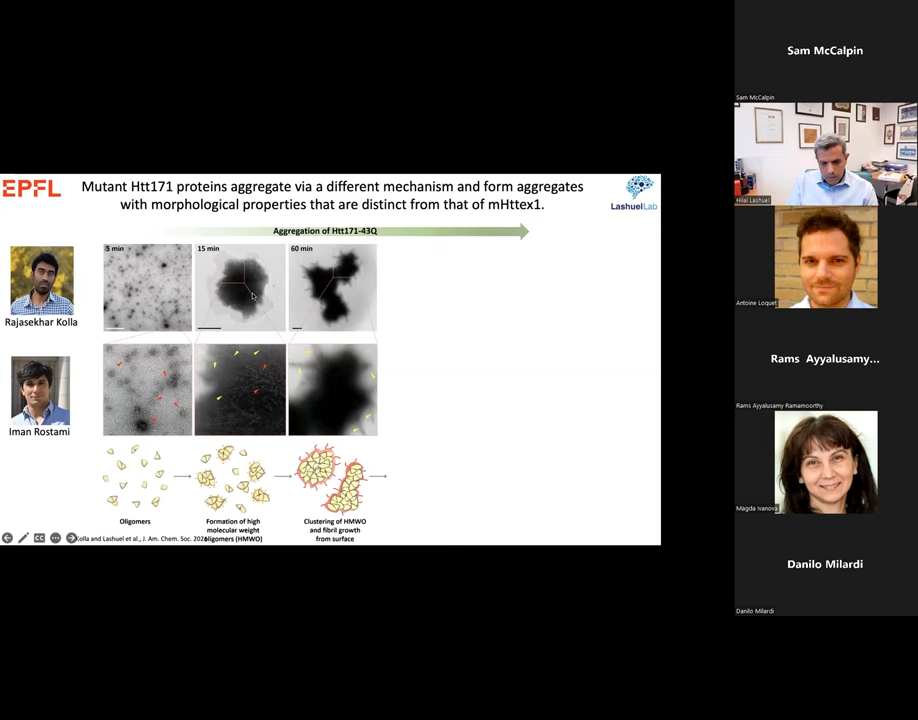 EPFL
Mutant Htt171 proteins aggregate via a different mechanism and form aggregates
with morphological properties that are distinct from that of mHttex1.
LashuelLab
Aggregation of Htt171-43Q
5 min
15 min
60 min
Rajasekhar Kolla
Iman Rostami
Oligomers
Formation of high
molecular weight
oligomers (HMWO)
Clustering of HMWO
and fibril growth
from surface
Kolla and Lashuel et al., J. Am. Chem. Soc.
Sam McCalpin
Sam McCalpin
Hilal Lashuel
Antoine Loquet
Rams Ayyalusamy...
Rams Ayyalusamy Ramamoorthy
Magda Ivanova
Danilo Milardi
Danilo Milardi